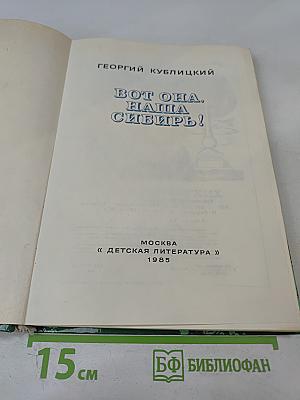 ГЕОРГИЙ КУБЛИЦКИЙ
ВОТ ОНА,
НАША
СИБИРЬ!
МОСКВА
« ДЕТСКАЯ ЛИТЕРАТУРА »
1985
15 см
БФ БИБЛИОФАН